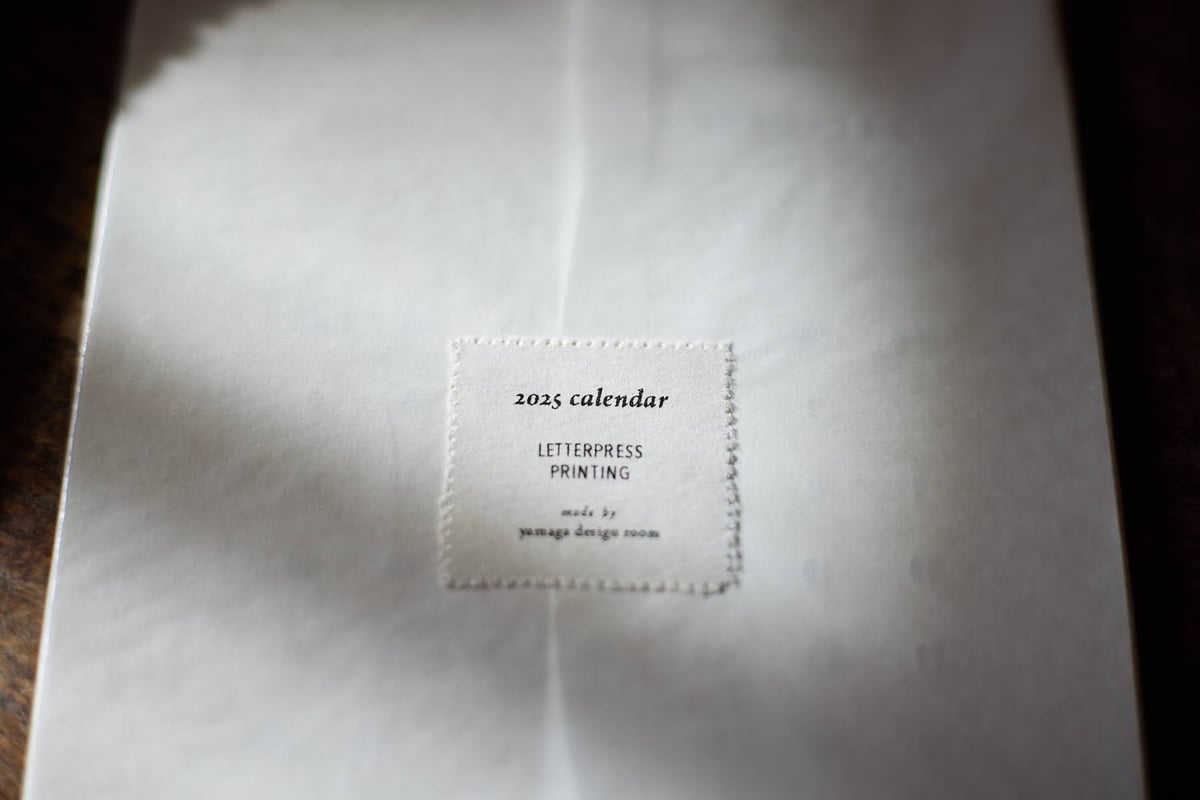 2025 calendar
LETTERPRESS
PRINTING
made by
yamaga design room